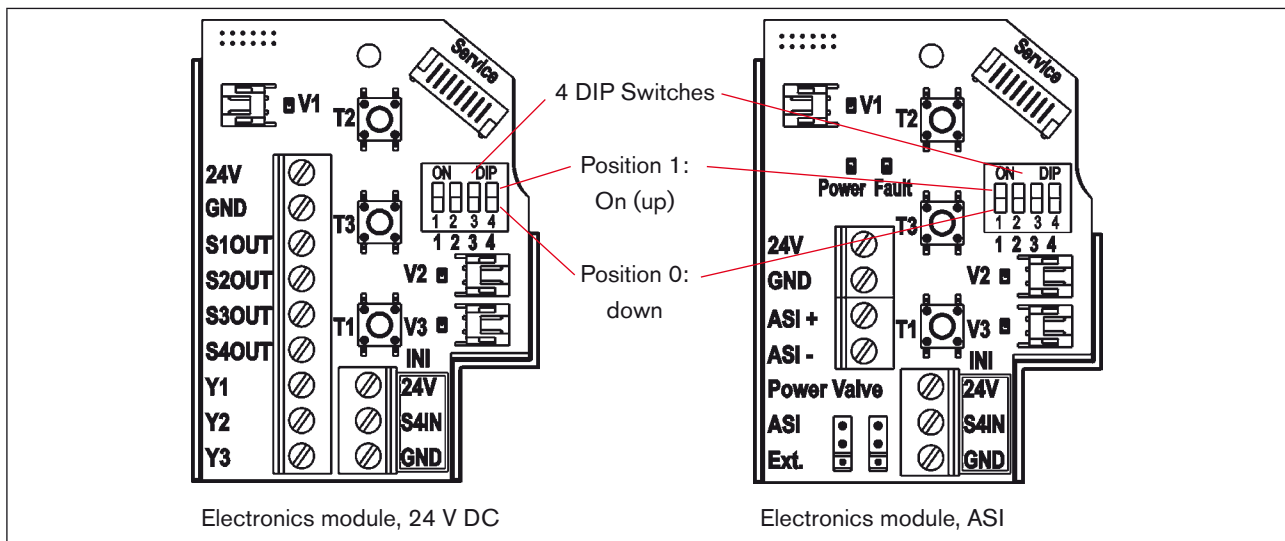 Service
V1
T2
24V
GND
S1OUT
S2OUT
S3OUT
S4OUT
Y1
Y2
Y3
T3
T1
ON DIP
1 2 3 4
1 2 3 4
V2
V3
INI
24V
S4IN
GND
Electronics module, 24 V DC
4 DIP Switches
Position 1:
On (up)
Position 0:
down
Service
V1
T2
Power Fault
T3
ON DIP
1 2 3 4
1 2 3 4
24V
GND
ASI +
ASI -
T1
V2
V3
INI
Power Valve
ASI
Ext.
24V
S4IN
GND
Electronics module, ASI